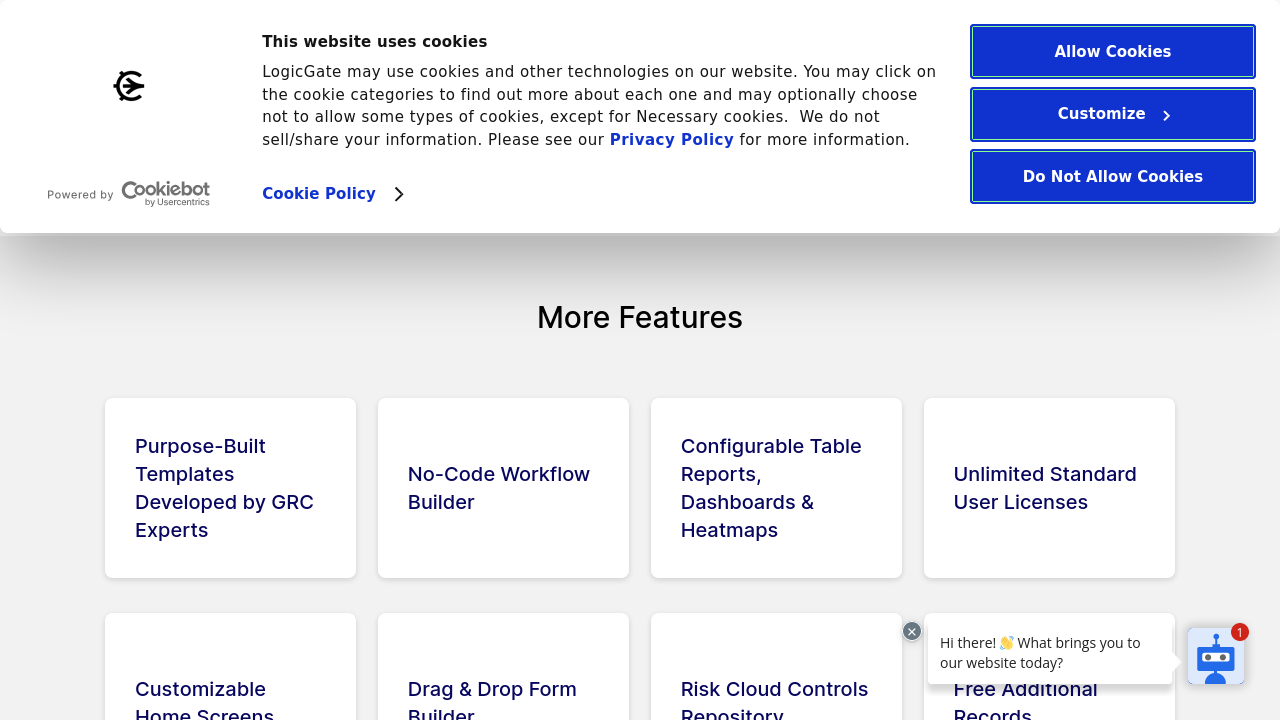 This website uses cookies
LogicGate may use cookies and other technologies on our website. You may click on
the cookie categories to find out more about each one and may optionally choose
not to allow some types of cookies, except for Necessary cookies.  We do not
sell/share your information. Please see our Privacy Policy for more information.
Powered by Cookiebot
by Usercentrics
Cookie Policy
Allow Cookies
Customize
Do Not Allow Cookies
More Features
Purpose-Built
Templates
Developed by GRC
Experts
No-Code Workflow
Builder
Configurable Table
Reports,
Dashboards &
Heatmaps
Unlimited Standard
User Licenses
Customizable
Home Screens
Drag & Drop Form
Builder
Risk Cloud Controls
Repository
Free Additional
Records
Hi there! 👋 What brings you to
our website today?
1